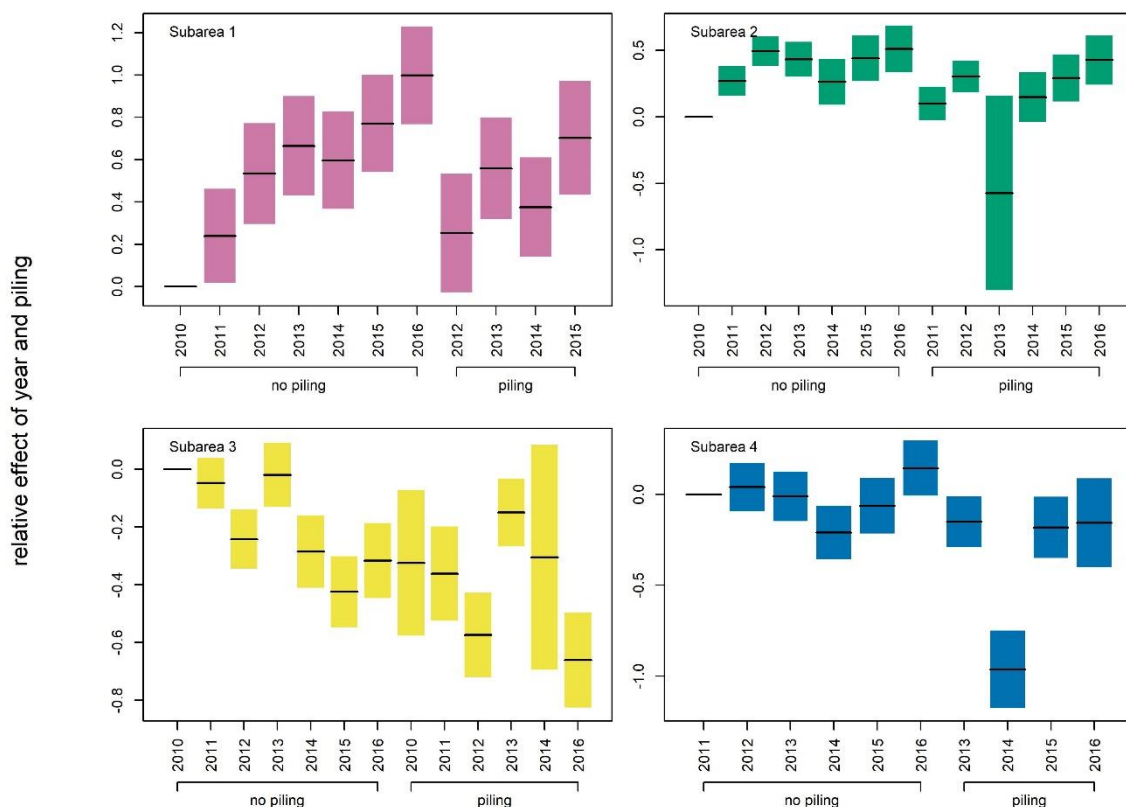 relative effect of year and piling
Subarea 1
0.0 0.2 0.4 0.6 0.8 1.0 1.2
2010 2011 2012 2013 2014 2015 2016 2012 2013 2014 2015
no piling piling
Subarea 2
-1.0 -0.5 0.0 0.5
2010 2011 2012 2013 2014 2015 2016 2011 2012 2013 2014 2015 2016
no piling piling
Subarea 3
-0.8 -0.6 -0.4 -0.2 0.0
2010 2011 2012 2013 2014 2015 2016 2010 2011 2012 2013 2014 2016
no piling piling
Subarea 4
-1.0 -0.5 0.0
2011 2012 2013 2014 2015 2016 2013 2014 2015 2016
no piling piling